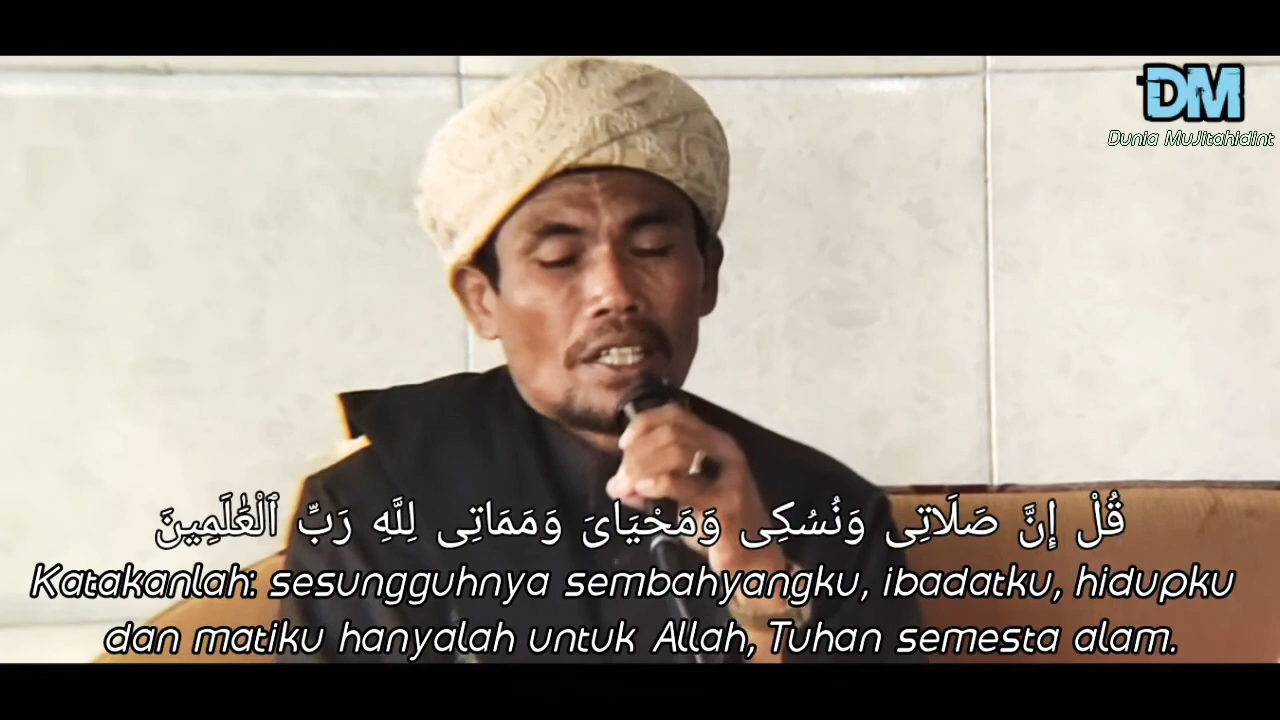 DM
Dunia MuJitahidInt
قُلْ إِنَّ صَلَاتِى وَنُسُكِى وَمَحْيَاىَ وَمَمَاتِى لِلَّهِ رَبِّ ٱلْعَٰلَمِينَ
Katakanlah: sesungguhnya sembahyangku, ibadatku, hidupku
dan matiku hanyalah untuk Allah, Tuhan semesta alam.